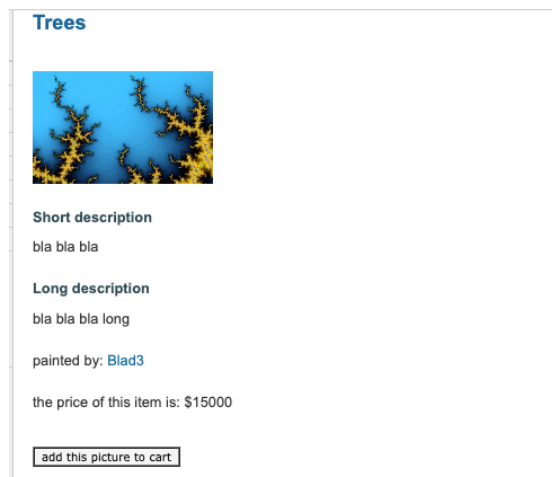 Trees
Short description
bla bla bla
Long description
bla bla bla long
painted by: Blad3
the price of this item is: $15000
add this picture to cart